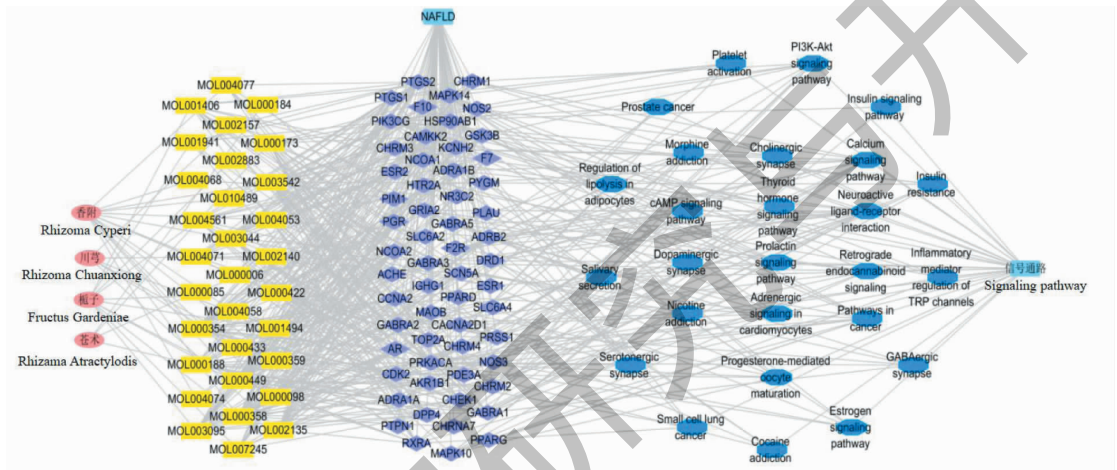 NAFLD
香附
Rhizoma Cyperi
川芎
Rhizoma Chuanxiong
栀子
Fructus Gardeniae
苍术
Rhizama Atractylodis
MOL004077
MOL001406
MOL000184
MOL002157
MOL001941
MOL000173
MOL002883
MOL004068
MOL003542
MOL010489
MOL004561
MOL004053
MOL003044
MOL004071
MOL002140
MOL000006
MOL000085
MOL000422
MOL004058
MOL000354
MOL001494
MOL000433
MOL000188
MOL000359
MOL000449
MOL004074
MOL000098
MOL000358
MOL003095
MOL002135
MOL007245
PTGS2
CHRM1
PTGS1
MAPK14
F10
NOS2
PIK3CG
HSP90AB1
CAMKK2
GSK3B
CHRM3
KCNH2
NCOA1
F7
ESR2
ADRA1B
HTR2A
PYGM
PIM1
NR3C2
GRIA2
PLAU
PGR
GABRA5
SLC6A2
ADRB2
NCOA2
F2R
GABRA3
DRD1
ACHE
SCN5A
IGHG1
ESR1
CCNA2
PPARD
SLC6A4
MAOB
GABRA2
CACNA2D1
TOP2A
PRSS1
AR
CHRM4
PRKACA
NOS3
CDK2
PDE3A
AKR1B1
CHRM2
ADRA1A
CHEK1
DPP4
GABRA1
PTPN1
CHRNA7
RXRA
PPARG
MAPK10
Platelet
activation
PI3K-Akt
signaling
pathway
Prostate cancer
Insulin signaling
pathway
Morphine
addiction
Cholinergic
synapse
Calcium
signaling
pathway
Regulation of
lipolysis in
adipocytes
Thyroid
hormone
signaling
pathway
Insulin
resistance
cAMP signaling
pathway
Neuroactive
ligand-receptor
interaction
Dopaminergic
synapse
Prolactin
signaling
pathway
Retrograde
endocannabinoid
signaling
Inflammatory
mediator
regulation of
TRP channels
Salivary
secretion
Nicotine
addiction
Adrenergic
signaling in
cardiomyocytes
Pathways in
cancer
Serotonergic
synapse
Progesterone-mediated
oocyte
maturation
GABAergic
synapse
Small cell lung
cancer
Estrogen
signaling
pathway
Cocaine
addiction
信号通路
Signaling pathway